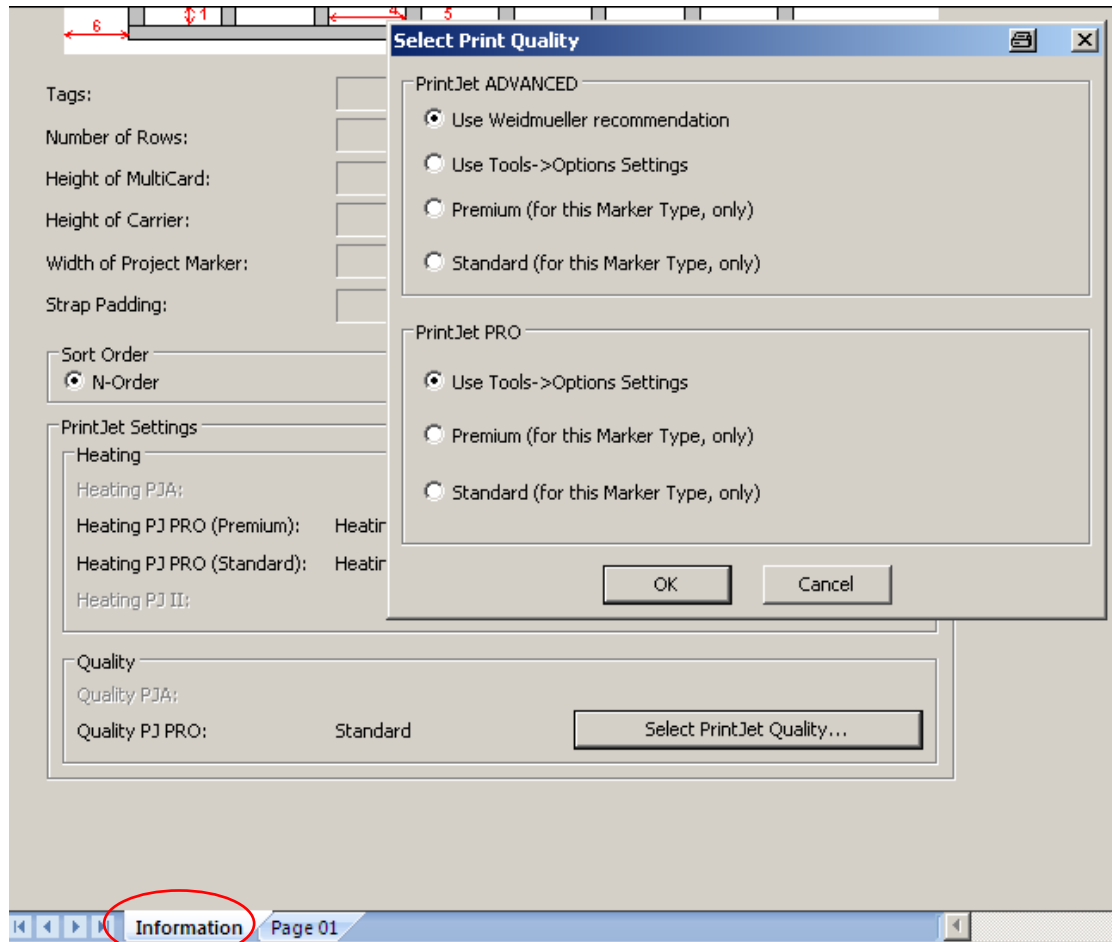 6
1
4
5
Select Print Quality
PrintJet ADVANCED
Use Weidmueller recommendation
Use Tools->Options Settings
Premium (for this Marker Type, only)
Standard (for this Marker Type, only)
PrintJet PRO
Use Tools->Options Settings
Premium (for this Marker Type, only)
Standard (for this Marker Type, only)
OK Cancel
Tags:
Number of Rows:
Height of MultiCard:
Height of Carrier:
Width of Project Marker:
Strap Padding:
Sort Order
N-Order
PrintJet Settings
Heating
Heating PJA:
Heating PJ PRO (Premium): Heatin
Heating PJ PRO (Standard): Heatin
Heating PJ II:
Quality
Quality PJA:
Quality PJ PRO: Standard Select PrintJet Quality...
Information Page 01